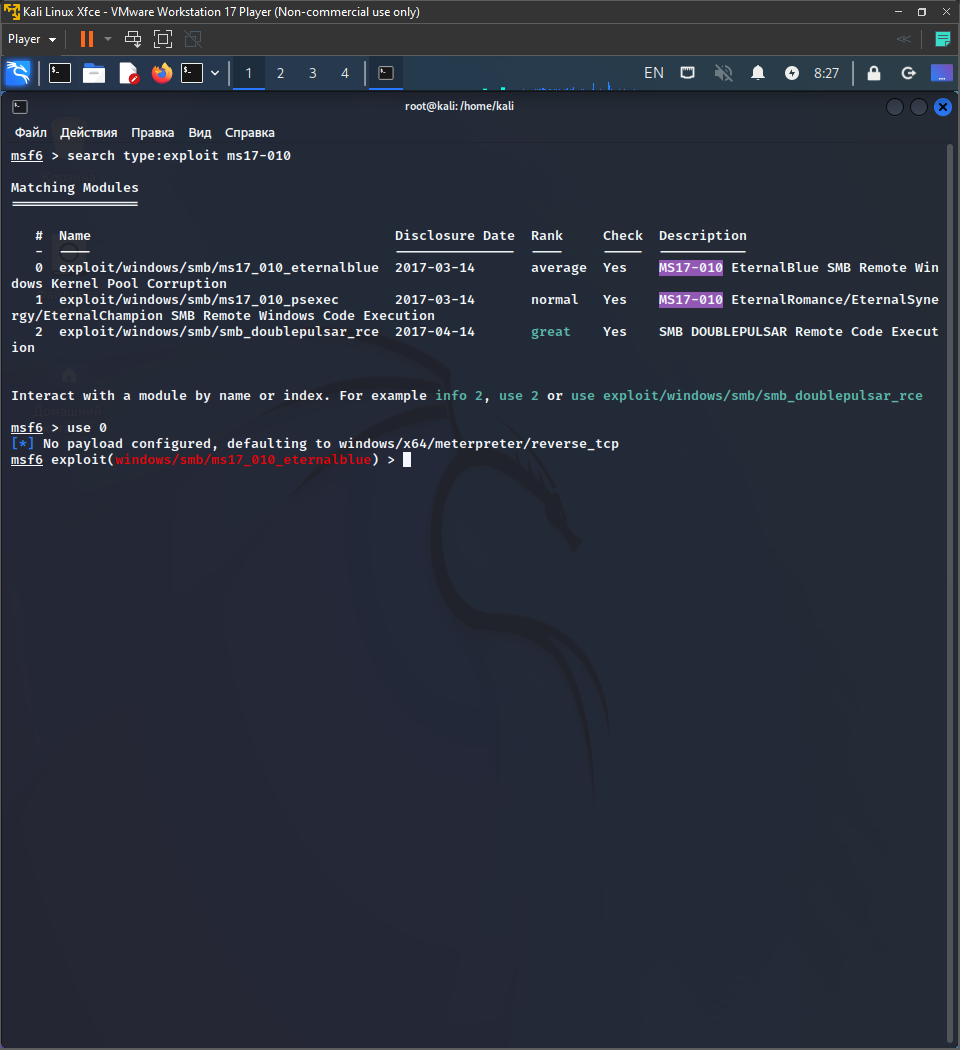 Kali Linux Xfce - VMware Workstation 17 Player (Non-commercial use only)
Player
1 2 3 4 EN 8:27
root@kali: /home/kali
Файл Действия Правка Вид Справка
msf6 > search type:exploit ms17-010
Matching Modules
================
# Name Disclosure Date Rank Check Description
- ---- --------------- ---- ----- -----------
0 exploit/windows/smb/ms17_010_eternalblue 2017-03-14 average Yes MS17-010 EternalBlue SMB Remote Win
dows Kernel Pool Corruption
1 exploit/windows/smb/ms17_010_psexec 2017-03-14 normal Yes MS17-010 EternalRomance/EternalSyne
rgy/EternalChampion SMB Remote Windows Code Execution
2 exploit/windows/smb/smb_doublepulsar_rce 2017-04-14 great Yes SMB DOUBLEPULSAR Remote Code Execut
ion
Interact with a module by name or index. For example info 2, use 2 or use exploit/windows/smb/smb_doublepulsar_rce
msf6 > use 0
[*] No payload configured, defaulting to windows/x64/meterpreter/reverse_tcp
msf6 exploit(windows/smb/ms17_010_eternalblue) >